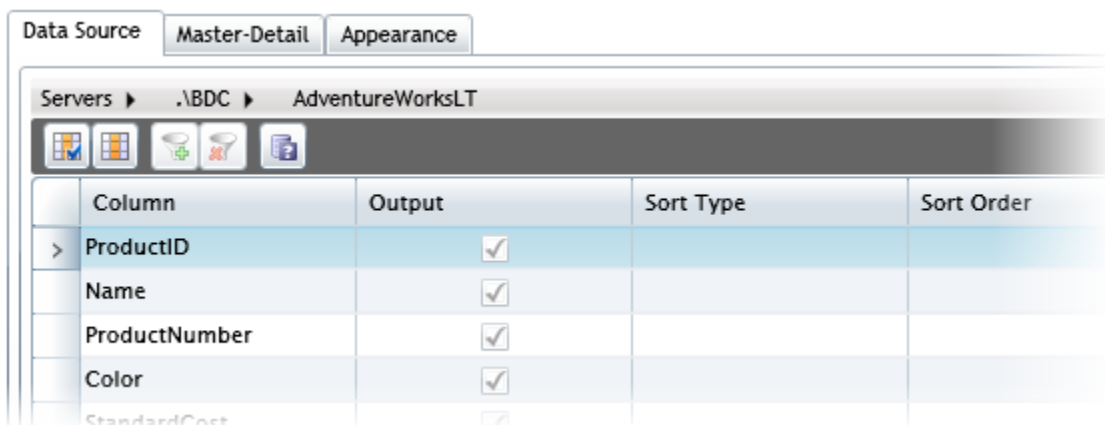 Data Source Master-Detail Appearance
Servers .\BDC AdventureWorksLT
Column Output Sort Type Sort Order
ProductID
Name
ProductNumber
Color
StandardCost